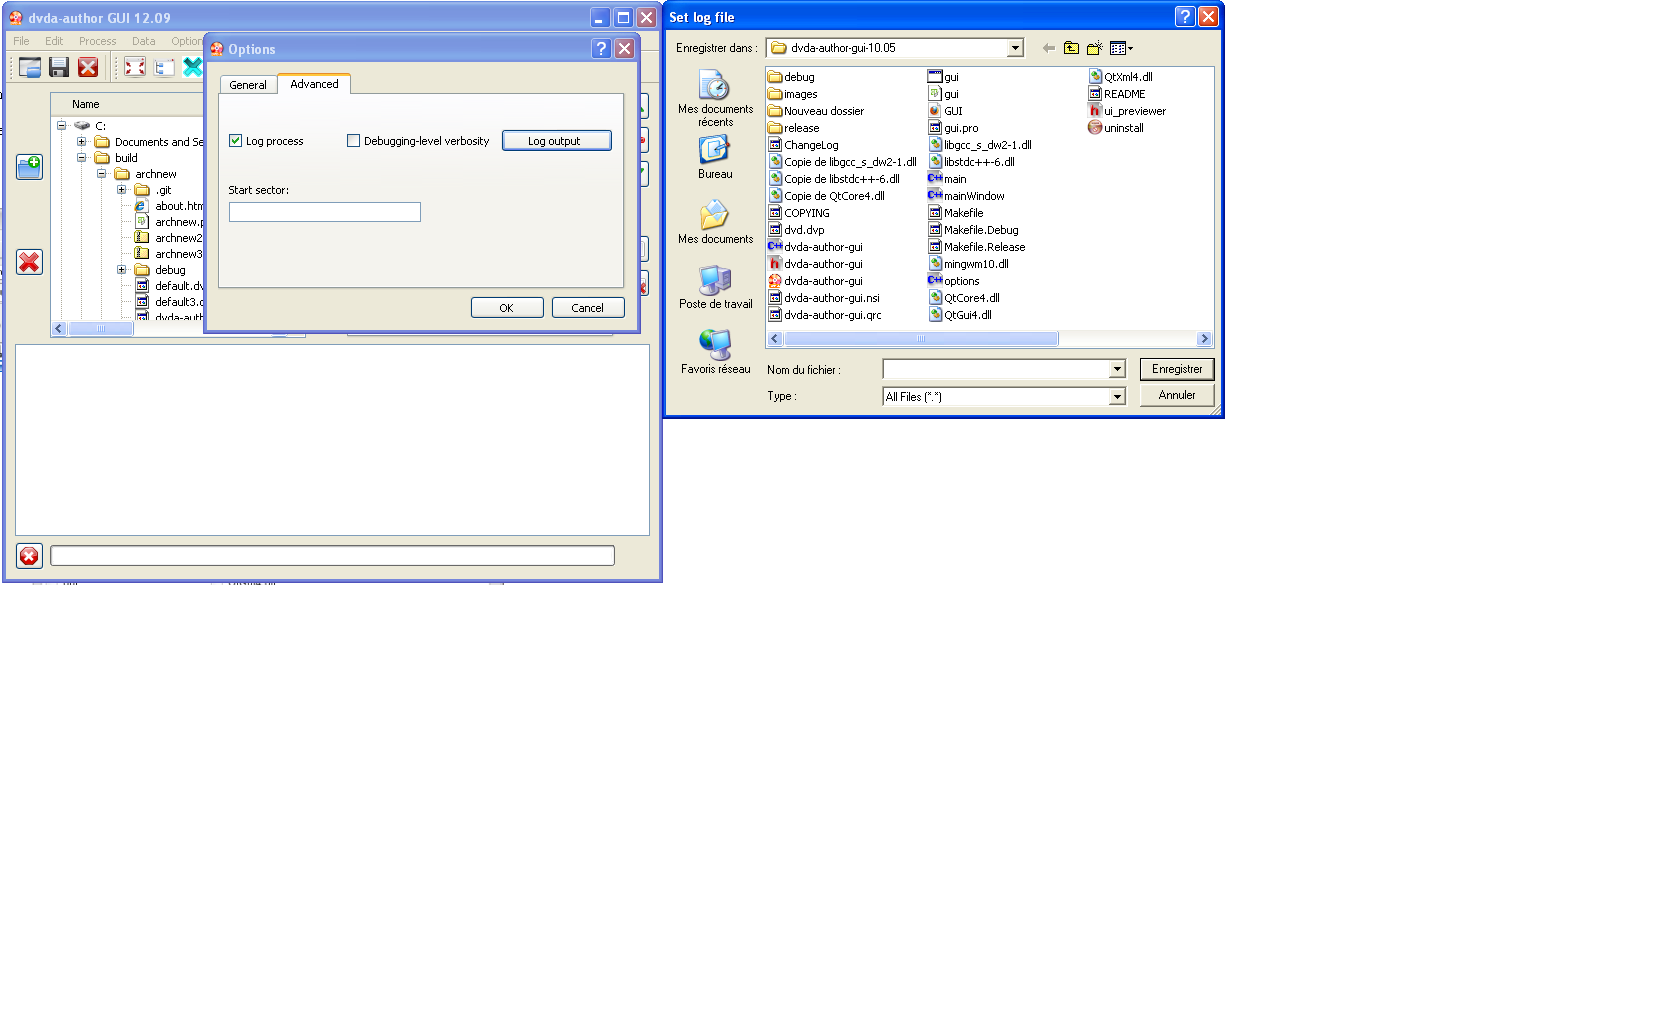 dvda-author GUI 12.09
File Edit Process Data Option
Name
C:
Documents and Se
build
archnew
.git
about.htm
archnew.p
archnew2
archnew3
debug
default.dv
default3.d
dvda-auth
Options
General Advanced
Log process Debugging-level verbosity Log output
Start sector:
OK Cancel
Set log file
Enregistrer dans : dvda-author-gui-10.05
Mes documents
récents
Bureau
Mes documents
Poste de travail
Favoris réseau
debug
images
Nouveau dossier
release
ChangeLog
Copie de libgcc_s_dw2-1.dll
Copie de libstdc++-6.dll
Copie de QtCore4.dll
COPYING
dvd.dvp
dvda-author-gui
dvda-author-gui
dvda-author-gui
dvda-author-gui.nsi
dvda-author-gui.qrc
gui
gui
GUI
gui.pro
libgcc_s_dw2-1.dll
libstdc++-6.dll
main
mainWindow
Makefile
Makefile.Debug
Makefile.Release
mingwm10.dll
options
QtCore4.dll
QtGui4.dll
QtXml4.dll
README
ui_previewer
uninstall
Nom du fichier : Enregistrer
Type : All Files (*.*) Annuler